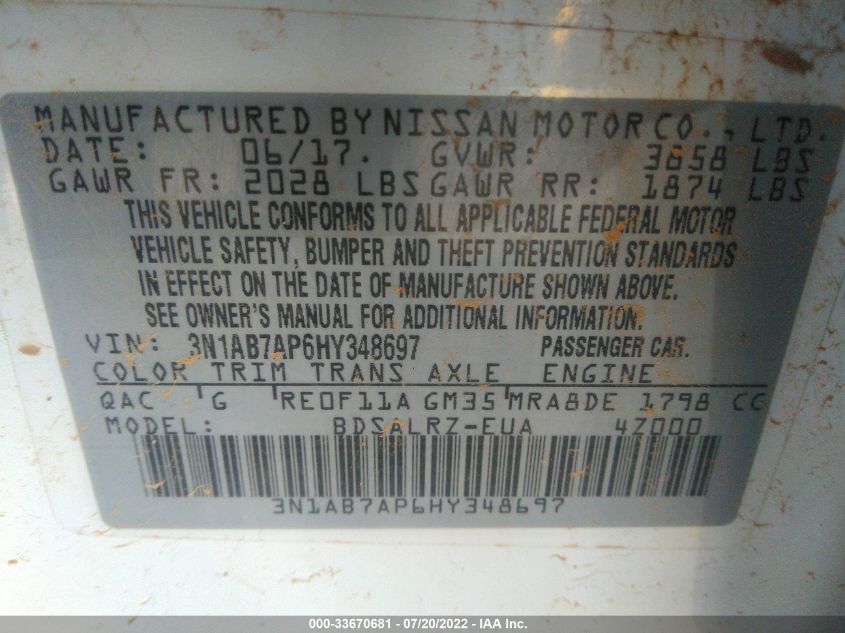 MANUFACTURED BY NISSAN MOTOR CO., LTD.
DATE: 06/17. GVWR: 3858 LBS
GAWR FR: 2028 LBS GAWR RR: 1874 LBS
THIS VEHICLE CONFORMS TO ALL APPLICABLE FEDERAL MOTOR
VEHICLE SAFETY, BUMPER AND THEFT PREVENTION STANDARDS
IN EFFECT ON THE DATE OF MANUFACTURE SHOWN ABOVE.
SEE OWNER'S MANUAL FOR ADDITIONAL INFORMATION.
VIN: 3N1AB7AP6HY348697 PASSENGER CAR.
COLOR TRIM TRANS AXLE ENGINE
QAC G RE0F11A GM35 MRA8DE 1798 CC
MODEL: BDSALRZ-EUA 4Z000
3N1AB7AP6HY348697
000-33670681 - 07/20/2022 - IAA Inc.